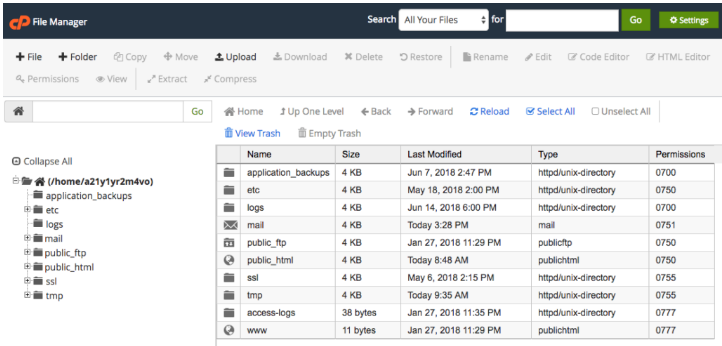 cP File Manager Search All Your Files for Go Settings
+ File + Folder Copy Move Upload Download Delete Restore Rename Edit Code Editor HTML Editor
Permissions View Extract Compress
Go Home Up One Level Back Forward Reload Select All Unselect All
View Trash Empty Trash
Collapse All
(/home/a21y1yr2m4vo)
application_backups
etc
logs
mail
public_ftp
public_html
ssl
tmp
Name Size Last Modified Type Permissions
application_backups 4 KB Jun 7, 2018 2:47 PM httpd/unix-directory 0700
etc 4 KB May 18, 2018 2:00 PM httpd/unix-directory 0750
logs 4 KB Jun 14, 2018 6:00 PM httpd/unix-directory 0700
mail 4 KB Today 3:28 PM mail 0751
public_ftp 4 KB Jan 27, 2018 11:29 PM publicftp 0750
public_html 4 KB Today 8:48 AM publichtml 0750
ssl 4 KB May 6, 2018 2:15 PM httpd/unix-directory 0755
tmp 4 KB Today 9:35 AM httpd/unix-directory 0755
access-logs 38 bytes Jan 27, 2018 11:35 PM httpd/unix-directory 0777
www 11 bytes Jan 27, 2018 11:29 PM publichtml 0777